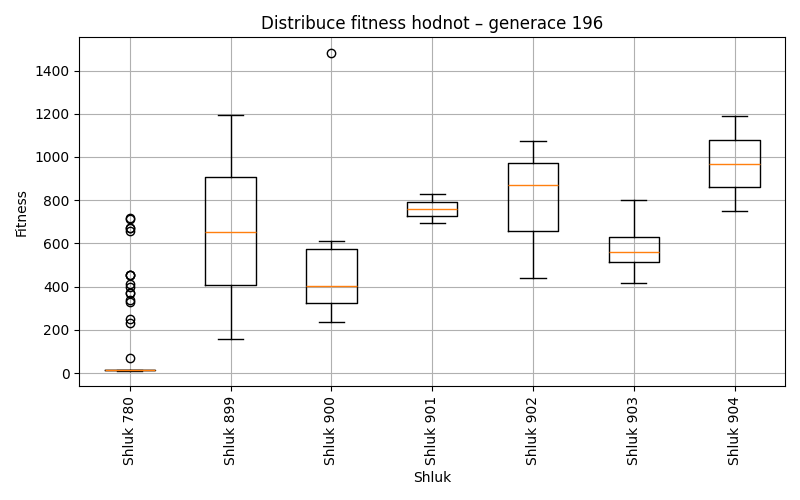 Distribuce fitness hodnot – generace 196
Fitness
1400
1200
1000
800
600
400
200
0
Shluk 780
Shluk 899
Shluk 900
Shluk 901
Shluk 902
Shluk 903
Shluk 904
Shluk